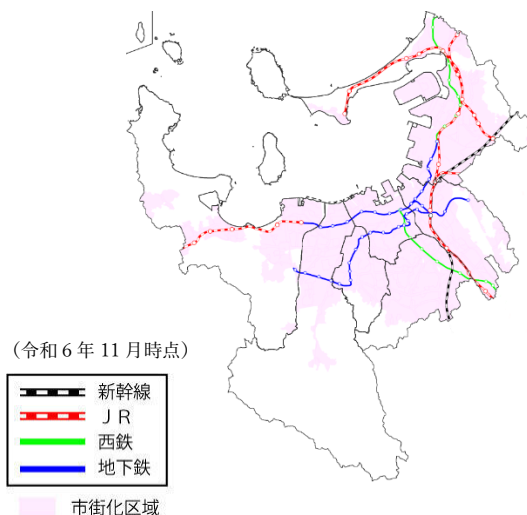 (令和6年 11 月時点)
新幹線
ＪＲ
西鉄
地下鉄
市街化区域